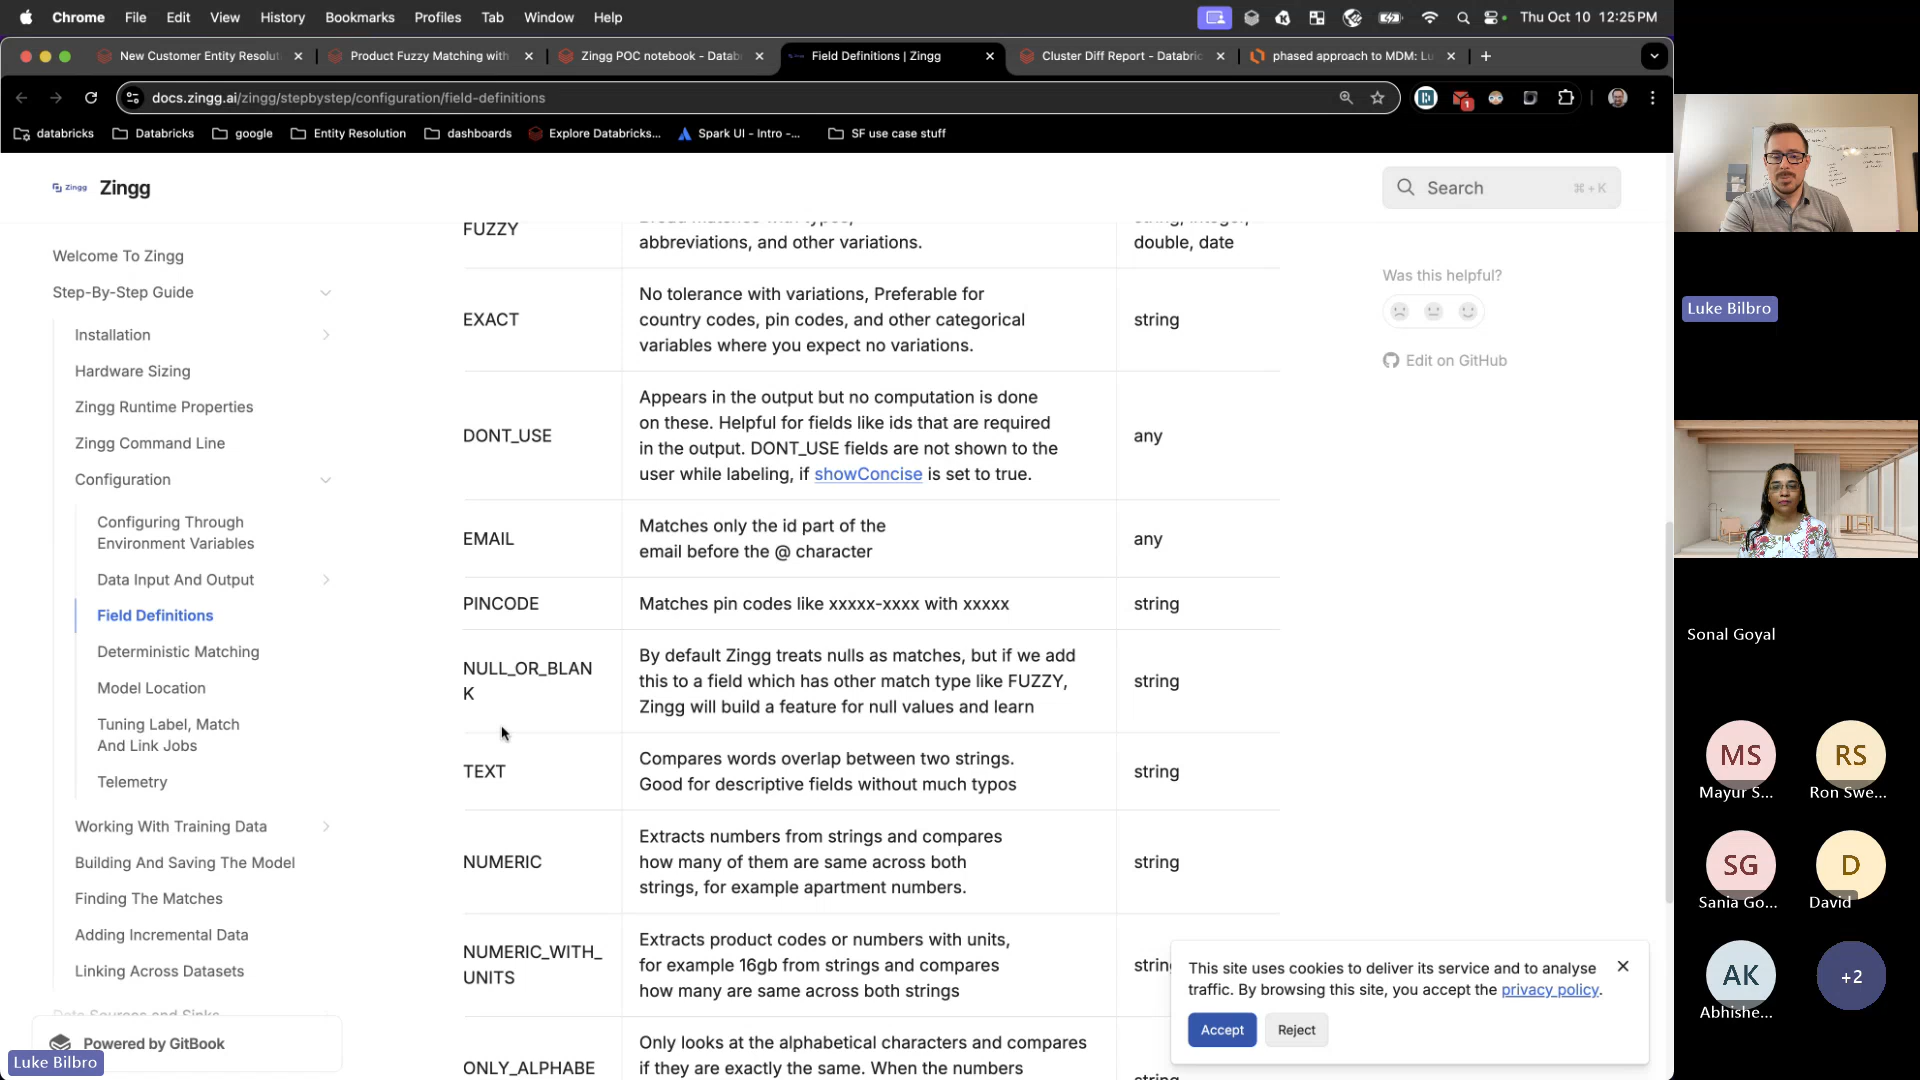 Chrome File Edit View History Bookmarks Profiles Tab Window Help
Thu Oct 10 12:25 PM
New Customer Entity Resolut
Product Fuzzy Matching with
Zingg POC notebook - Datab
Field Definitions | Zingg
Cluster Diff Report - Databric
phased approach to MDM: Lu
docs.zingg.ai/zingg/stepbystep/configuration/field-definitions
1
databricks
Databricks
google
Entity Resolution
dashboards
Explore Databricks...
Spark UI - Intro -...
SF use case stuff
Zingg Zingg
Search ⌘ + K
Welcome To Zingg
Step-By-Step Guide
Installation
Hardware Sizing
Zingg Runtime Properties
Zingg Command Line
Configuration
Configuring Through
Environment Variables
Data Input And Output
Field Definitions
Deterministic Matching
Model Location
Tuning Label, Match
And Link Jobs
Telemetry
Working With Training Data
Building And Saving The Model
Finding The Matches
Adding Incremental Data
Linking Across Datasets
Data Sources and Sinks
Powered by GitBook
Luke Bilbro
FUZZY
abbreviations, and other variations.
string, integer,
double, date
EXACT
No tolerance with variations, Preferable for
country codes, pin codes, and other categorical
variables where you expect no variations.
string
DONT_USE
Appears in the output but no computation is done
on these. Helpful for fields like ids that are required
in the output. DONT_USE fields are not shown to the
user while labeling, if showConcise is set to true.
any
EMAIL
Matches only the id part of the
email before the @ character
any
PINCODE
Matches pin codes like xxxxx-xxxx with xxxxx
string
NULL_OR_BLAN
K
By default Zingg treats nulls as matches, but if we add
this to a field which has other match type like FUZZY,
Zingg will build a feature for null values and learn
string
TEXT
Compares words overlap between two strings.
Good for descriptive fields without much typos
string
NUMERIC
Extracts numbers from strings and compares
how many of them are same across both
strings, for example apartment numbers.
string
NUMERIC_WITH_
UNITS
Extracts product codes or numbers with units,
for example 16gb from strings and compares
how many are same across both strings
string
ONLY_ALPHABE
Only looks at the alphabetical characters and compares
if they are exactly the same. When the numbers
string
Was this helpful?
Edit on GitHub
This site uses cookies to deliver its service and to analyse
traffic. By browsing this site, you accept the privacy policy.
Accept Reject
Luke Bilbro
Sonal Goyal
MS
Mayur S...
RS
Ron Swe...
SG
Sania Go...
D
David
AK
Abhishe...
+2